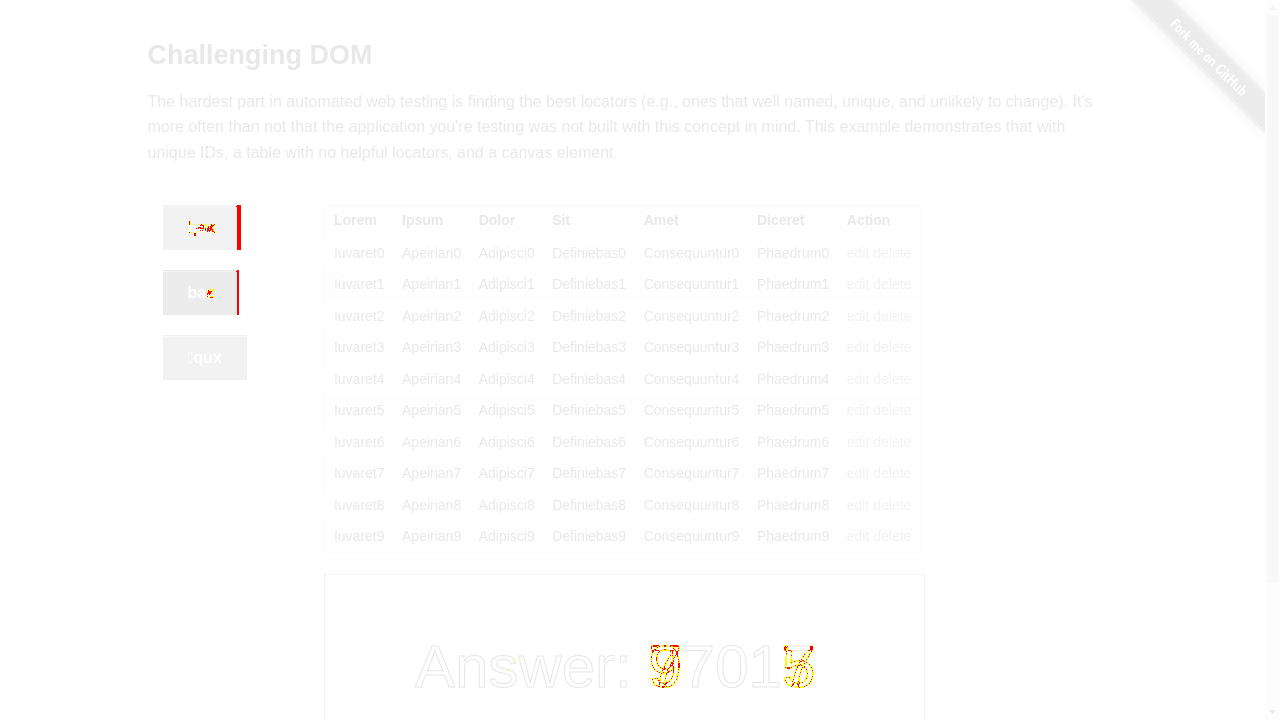 Fork me on GitHub
Challenging DOM
The hardest part in automated web testing is finding the best locators (e.g., ones that well named, unique, and unlikely to change). It's
more often than not that the application you're testing was not built with this concept in mind. This example demonstrates that with
unique IDs, a table with no helpful locators, and a canvas element.
ba
qux
Lorem Ipsum Dolor Sit Amet Diceret Action
Iuvaret0 Apeirian0 Adipisci0 Definiebas0 Consequuntur0 Phaedrum0 edit delete
Iuvaret1 Apeirian1 Adipisci1 Definiebas1 Consequuntur1 Phaedrum1 edit delete
Iuvaret2 Apeirian2 Adipisci2 Definiebas2 Consequuntur2 Phaedrum2 edit delete
Iuvaret3 Apeirian3 Adipisci3 Definiebas3 Consequuntur3 Phaedrum3 edit delete
Iuvaret4 Apeirian4 Adipisci4 Definiebas4 Consequuntur4 Phaedrum4 edit delete
Iuvaret5 Apeirian5 Adipisci5 Definiebas5 Consequuntur5 Phaedrum5 edit delete
Iuvaret6 Apeirian6 Adipisci6 Definiebas6 Consequuntur6 Phaedrum6 edit delete
Iuvaret7 Apeirian7 Adipisci7 Definiebas7 Consequuntur7 Phaedrum7 edit delete
Iuvaret8 Apeirian8 Adipisci8 Definiebas8 Consequuntur8 Phaedrum8 edit delete
Iuvaret9 Apeirian9 Adipisci9 Definiebas9 Consequuntur9 Phaedrum9 edit delete
Answer: 701